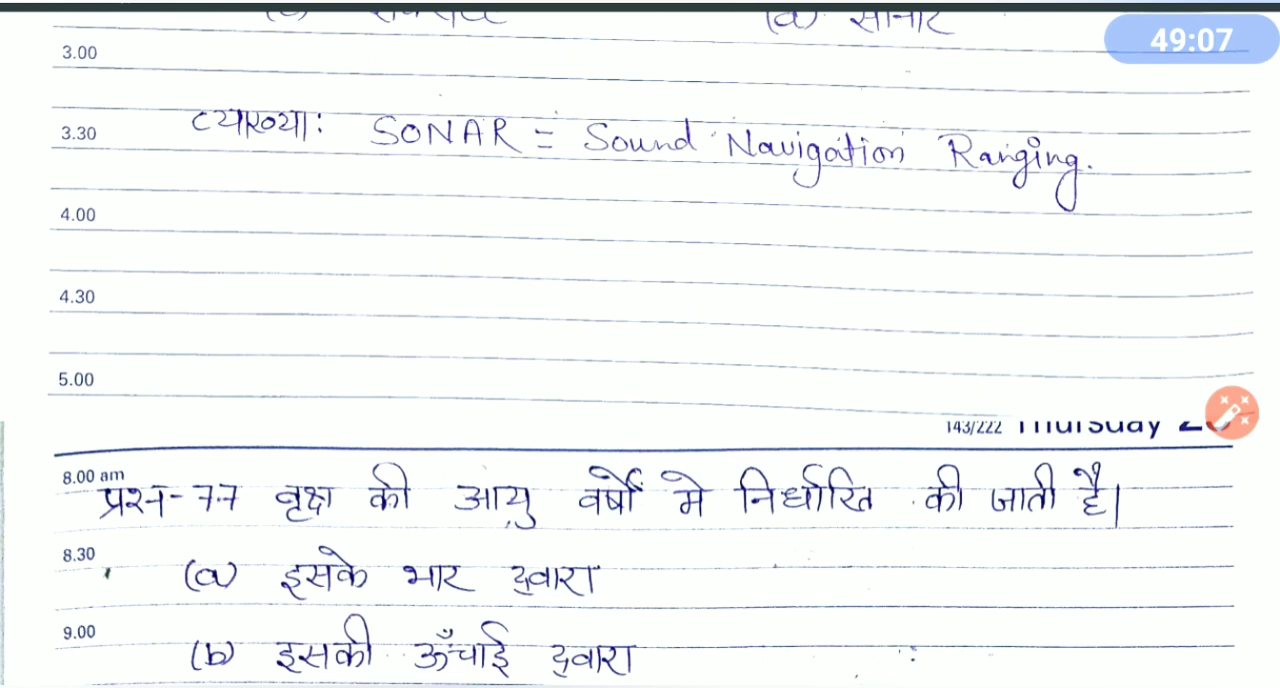 (d) सोनार
49:07
3.00
3.30 व्याख्या: SONAR = Sound Navigation Ranging.
4.00
4.30
5.00
143/222 Thursday
8.00 am
प्रश्न-77 वृक्ष की आयु वर्षों मे निर्धारित की जाती है।
8.30
(a) इसके भार द्वारा
9.00
(b) इसकी ऊँचाई द्वारा